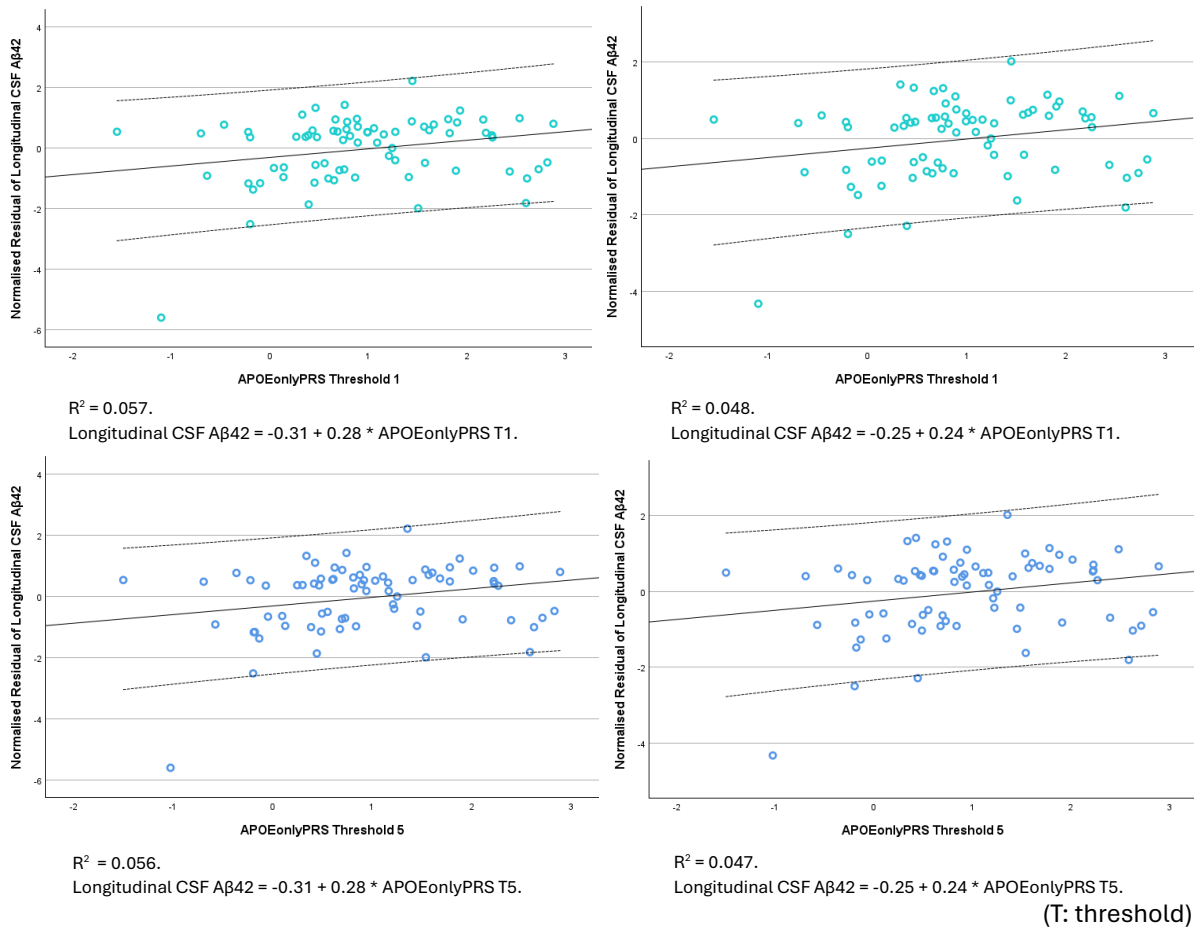 Normalised Residual of Longitudinal CSF Aβ42
4
2
0
-2
-4
-6
-2 -1 0 1 2 3
APOEonlyPRS Threshold 1
R² = 0.057.
Longitudinal CSF Aβ42 = -0.31 + 0.28 * APOEonlyPRS T1.
Normalised Residual of Longitudinal CSF Aβ42
2
0
-2
-4
-2 -1 0 1 2 3
APOEonlyPRS Threshold 1
R² = 0.048.
Longitudinal CSF Aβ42 = -0.25 + 0.24 * APOEonlyPRS T1.
Normalised Residual of Longitudinal CSF Aβ42
4
2
0
-2
-4
-6
-2 -1 0 1 2 3
APOEonlyPRS Threshold 5
R² = 0.056.
Longitudinal CSF Aβ42 = -0.31 + 0.28 * APOEonlyPRS T5.
Normalised Residual of Longitudinal CSF Aβ42
2
0
-2
-4
-2 -1 0 1 2 3
APOEonlyPRS Threshold 5
R² = 0.047.
Longitudinal CSF Aβ42 = -0.25 + 0.24 * APOEonlyPRS T5.
(T: threshold)